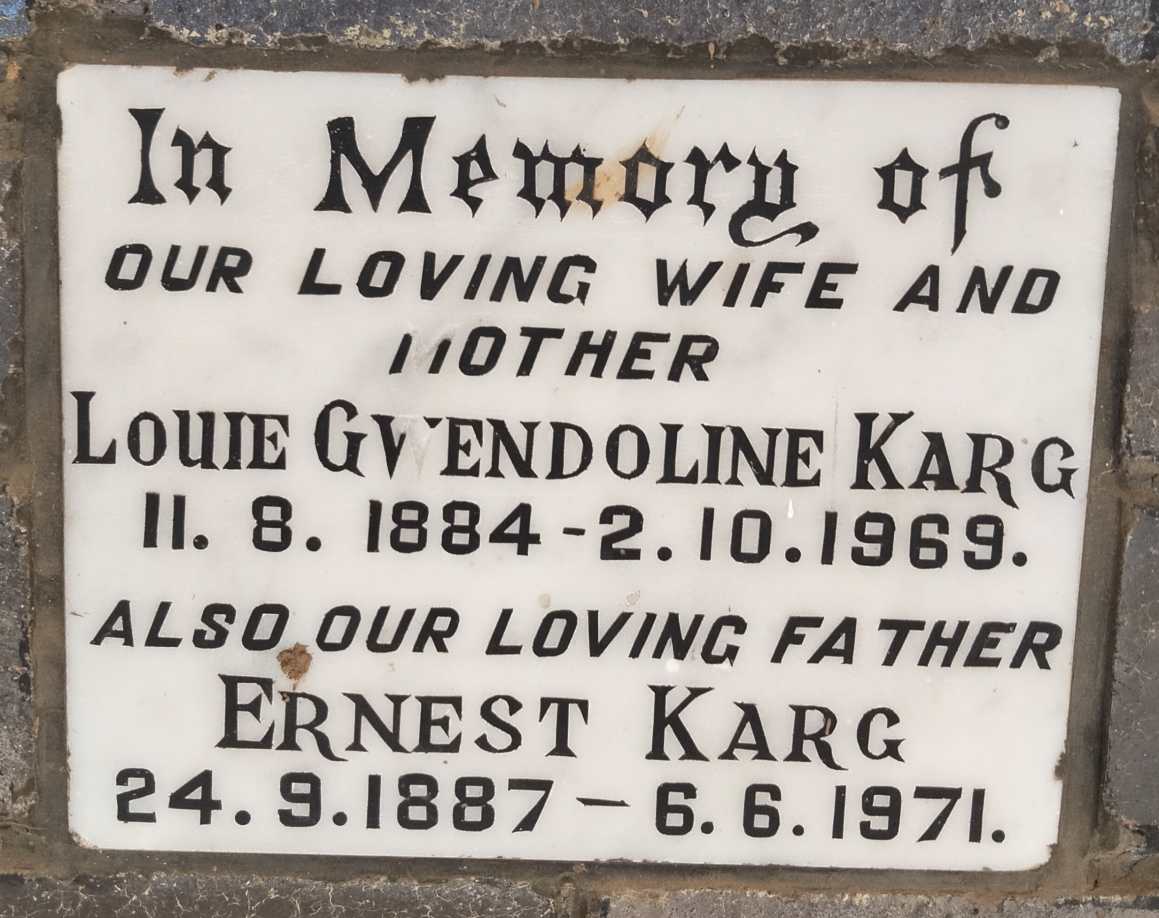 In Memory of
OUR LOVING WIFE AND
MOTHER
LOUIE GWENDOLINE KARG
11. 8. 1884 - 2. 10. 1969.
ALSO OUR LOVING FATHER
ERNEST KARG
24. 9. 1887 - 6. 6. 1971.